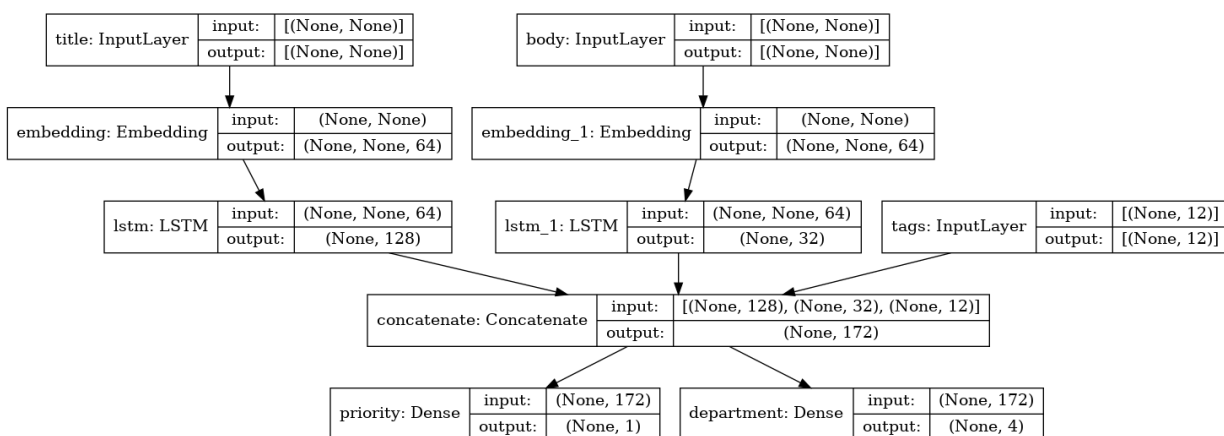 title: InputLayer input: [(None, None)]
output: [(None, None)]
body: InputLayer input: [(None, None)]
output: [(None, None)]
embedding: Embedding input: (None, None)
output: (None, None, 64)
embedding_1: Embedding input: (None, None)
output: (None, None, 64)
lstm: LSTM input: (None, None, 64)
output: (None, 128)
lstm_1: LSTM input: (None, None, 64)
output: (None, 32)
tags: InputLayer input: [(None, 12)]
output: [(None, 12)]
concatenate: Concatenate input: [(None, 128), (None, 32), (None, 12)]
output: (None, 172)
priority: Dense input: (None, 172)
output: (None, 1)
department: Dense input: (None, 172)
output: (None, 4)